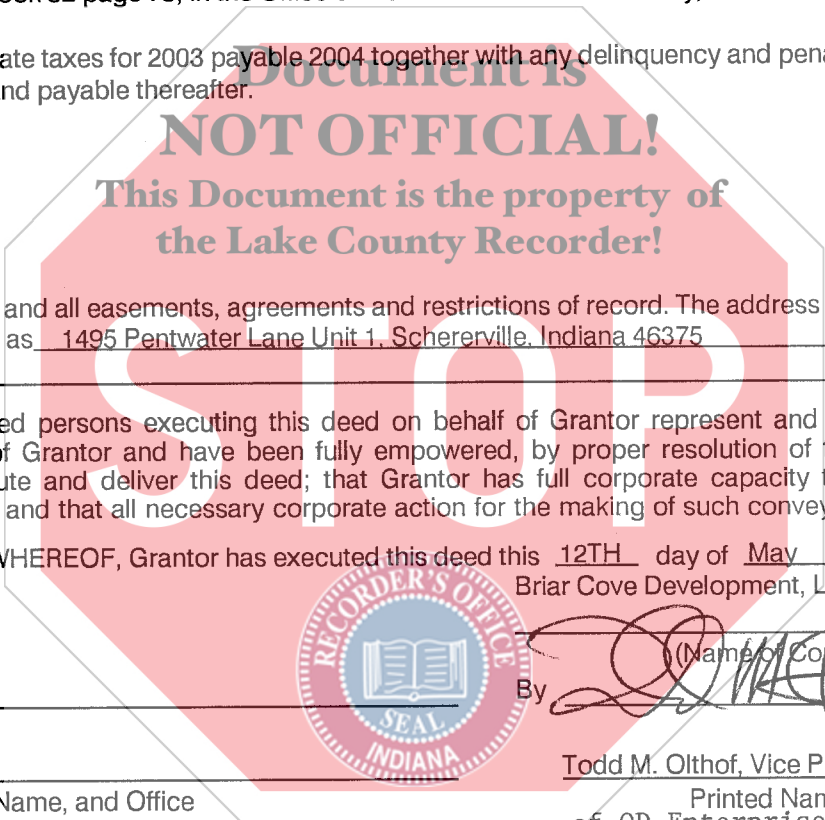 ate taxes for 2003 payable 2004 together with any delinquency and
nd payable thereafter.
Document is
NOT OFFICIAL!
This Document is the property of
the Lake County Recorder!
and all easements, agreements and restrictions of record. The address
as 1495 Pentwater Lane Unit 1, Schererville, Indiana 46375
STOP
ed persons executing this deed on behalf of Grantor represent and
of Grantor and have been fully empowered, by proper resolution of
ute and deliver this deed; that Grantor has full corporate capacity
and that all necessary corporate action for the making of such convey
WHEREOF, Grantor has executed this deed this 12TH day of May
Briar Cove Development, L
(Name of Co
By
RECORDER'S OFFICE
SEAL
INDIANA
Todd M. Olthof, Vice P
Name, and Office
Printed Nam